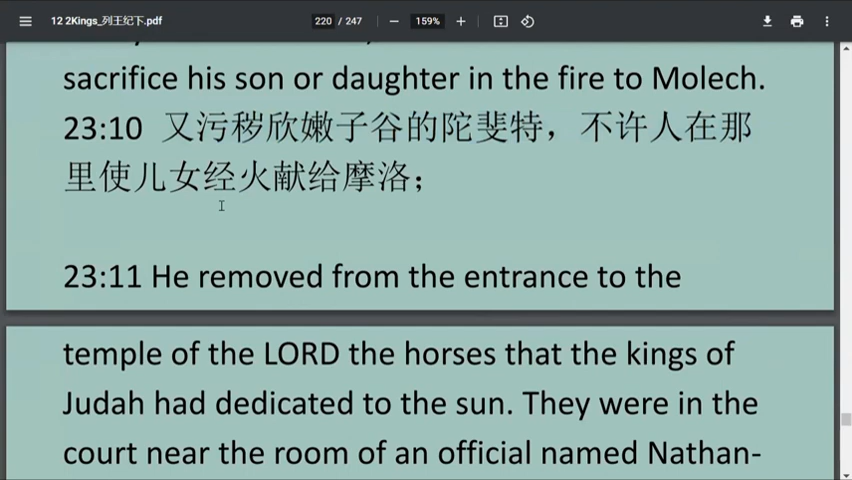 12 2Kings_列王纪下.pdf
220 / 247
159%
sacrifice his son or daughter in the fire to Molech.
23:10 又污秽欣嫩子谷的陀斐特，不许人在那
里使儿女经火献给摩洛；
23:11 He removed from the entrance to the
temple of the LORD the horses that the kings of
Judah had dedicated to the sun. They were in the
court near the room of an official named Nathan-